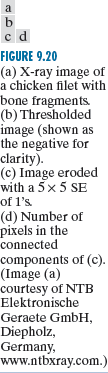 a
b
c d
FIGURE 9.20
(a) X-ray image of
a chicken filet with
bone fragments.
(b) Thresholded
image (shown as
the negative for
clarity).
(c) Image eroded
with a 5 × 5 SE
of 1's.
(d) Number of
pixels in the
connected
components of (c).
(Image (a)
courtesy of NTB
Elektronische
Geraete GmbH,
Diepholz,
Germany,
www.ntbxray.com.)